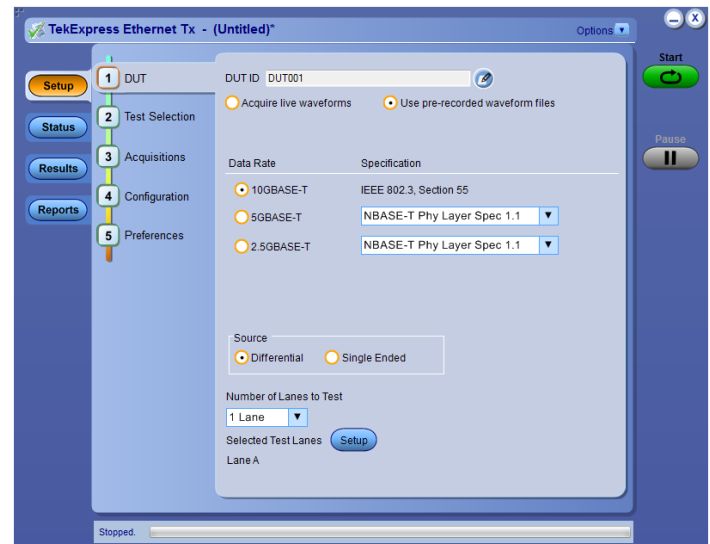 TekExpress Ethernet Tx - (Untitled)*
Options
Start
Pause
Setup
Status
Results
Reports
1 DUT
2 Test Selection
3 Acquisitions
4 Configuration
5 Preferences
DUT ID DUT001
Acquire live waveforms Use pre-recorded waveform files
Data Rate Specification
10GBASE-T IEEE 802.3, Section 55
5GBASE-T NBASE-T Phy Layer Spec 1.1
2.5GBASE-T NBASE-T Phy Layer Spec 1.1
Source
Differential Single Ended
Number of Lanes to Test
1 Lane
Selected Test Lanes Setup
Lane A
Stopped.